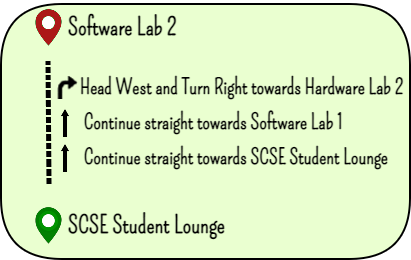 Software Lab 2
Head West and Turn Right towards Hardware Lab 2
Continue straight towards Software Lab 1
Continue straight towards SCSE Student Lounge
SCSE Student Lounge